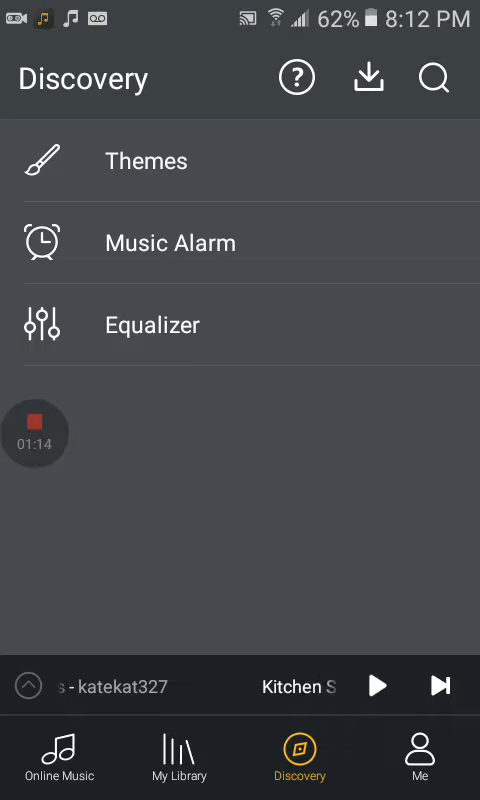 62% 8:12 PM
Discovery ?
Themes
Music Alarm
Equalizer
01:14
s - katekat327 Kitchen S
Online Music My Library Discovery Me